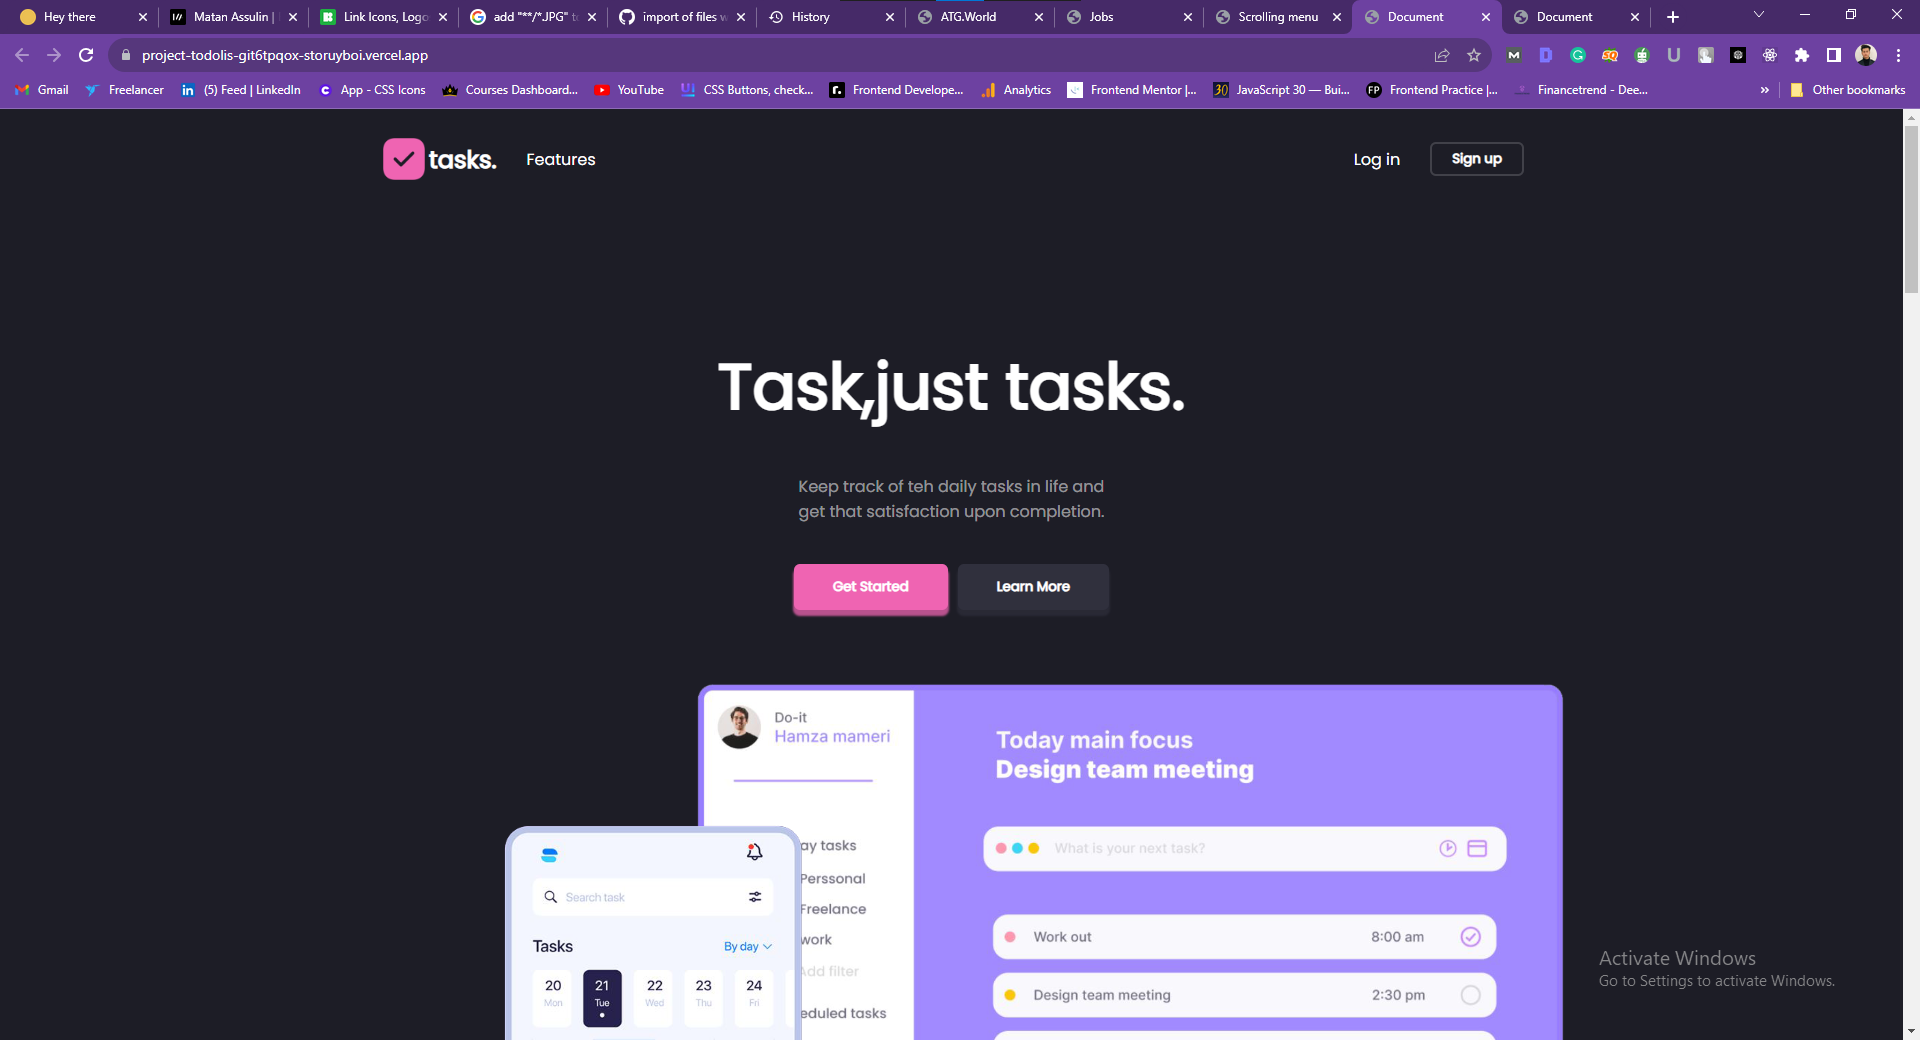 Hey there
Matan Assulin |
Link Icons, Logo
add "**/*.JPG" t
import of files w
History
ATG.World
Jobs
Scrolling menu
Document
Document
project-todolis-git6tpqox-storuyboi.vercel.app
Gmail
Freelancer
(5) Feed | LinkedIn
App - CSS Icons
Courses Dashboard...
YouTube
CSS Buttons, check...
Frontend Develope...
Analytics
Frontend Mentor |...
JavaScript 30 — Bui...
Frontend Practice |...
Financetrend - Dee...
Other bookmarks
tasks.
Features
Log in
Sign up
Task,just tasks.
Keep track of teh daily tasks in life and
get that satisfaction upon completion.
Get Started
Learn More
Do-it
Hamza mameri
Today main focus
Design team meeting
ay tasks
Perssonal
Freelance
work
Add filter
eduled tasks
What is your next task?
Work out
8:00 am
Design team meeting
2:30 pm
Search task
Tasks
By day
20
21
22
23
24
Mon
Tue
Wed
Thu
Fri
Activate Windows
Go to Settings to activate Windows.